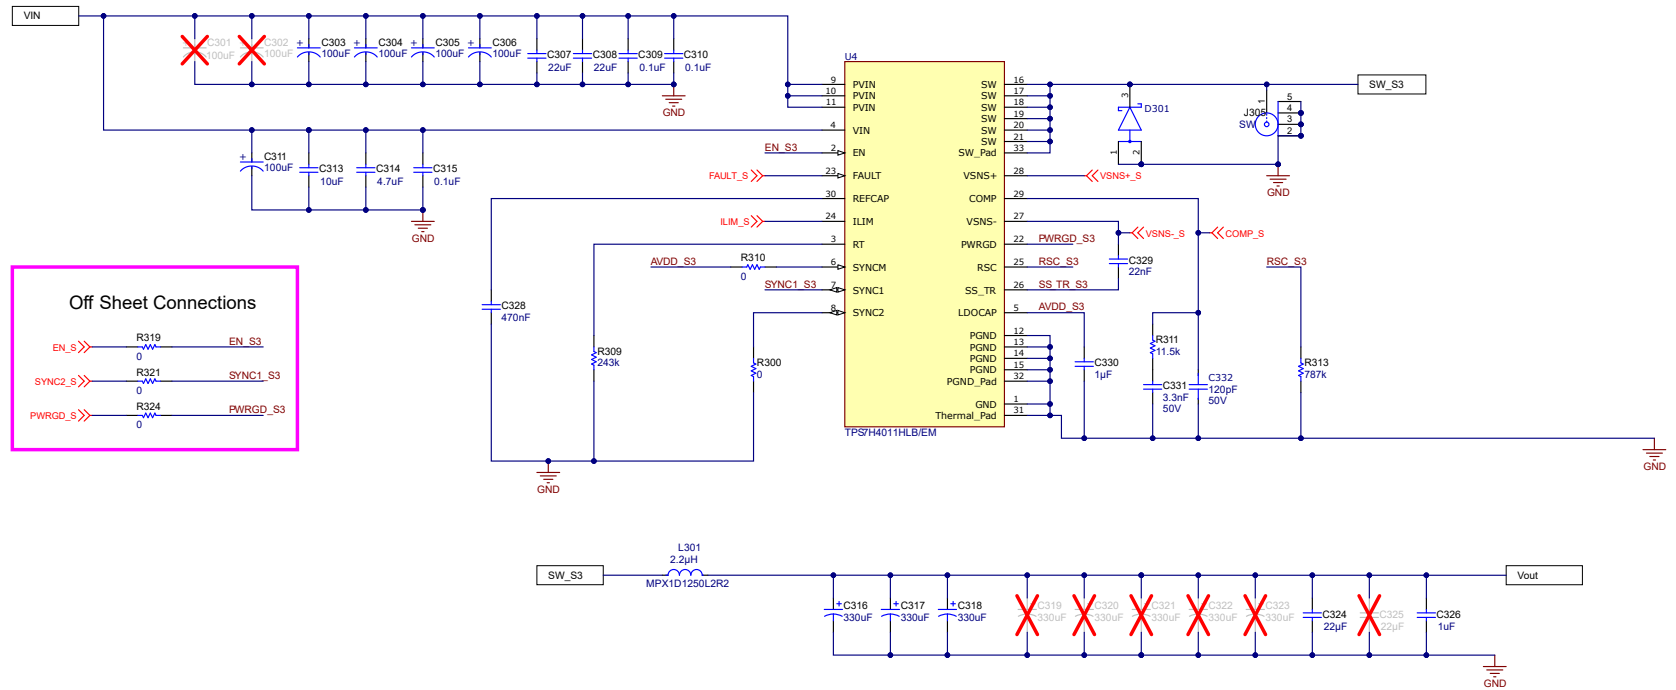 VIN
C301
100uF
C302
100uF
+
C303
100uF
+
C304
100uF
+
C305
100uF
+
C306
100uF
C307
22uF
C308
22uF
C309
0.1uF
C310
0.1uF
GND
+
C311
100uF
C313
10uF
C314
4.7uF
C315
0.1uF
GND
U4
9 PVIN
10 PVIN
11 PVIN
4 VIN
EN_S3 2 EN
FAULT_S 23 FAULT
30 REFCAP
ILIM_S 24 ILIM
3 RT
AVDD_S3 R310 0 6 SYNCM
SYNC1_S3 7 SYNC1
8 SYNC2
SW 16
SW 17
SW 18
SW 19
SW 20
SW 21
SW_Pad 33
VSNS+ 28 VSNS+_S
COMP 29
VSNS- 27
VSNS-_S
COMP_S
PWRGD 22 PWRGD_S3
RSC 25 RSC_S3
SS_TR 26 SS_TR_S3
LDOCAP 5 AVDD_S3
PGND 12
PGND 13
PGND 14
PGND 15
PGND_Pad 32
GND 1
Thermal_Pad 31
TPS7H4011HLB/EM
SW_S3
3
D301
1
2
J305
SW
1
5
4
3
2
GND
C329
22nF
RSC_S3
C328
470nF
R309
243k
R300
0
GND
C330
1µF
R311
11.5k
C331
3.3nF
50V
C332
120pF
50V
R313
787k
GND
Off Sheet Connections
EN_S R319 0 EN_S3
SYNC2_S R321 0 SYNC1_S3
PWRGD_S R324 0 PWRGD_S3
SW_S3
L301
2.2µH
MPX1D1250L2R2
Vout
+
C316
330uF
+
C317
330uF
+
C318
330uF
C319
330uF
C320
330uF
C321
330uF
C322
330uF
C323
330uF
C324
22µF
C325
22µF
C326
1uF
GND